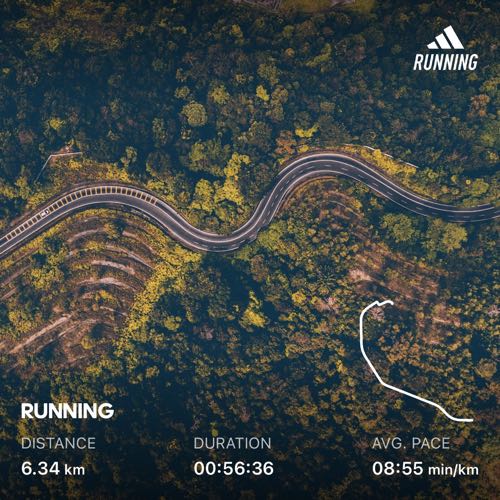 RUNNING
RUNNING
DISTANCE DURATION AVG. PACE
6.34 km 00:56:36 08:55 min/km